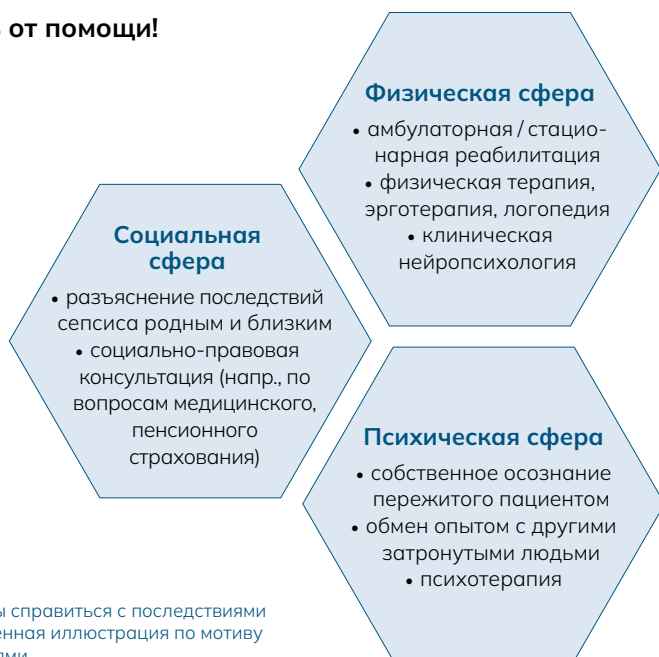 от помощи!
Физическая сфера
• амбулаторная / стацио-
нарная реабилитация
• физическая терапия,
эрготерапия, логопедия
• клиническая
нейропсихология
Социальная
сфера
• разъяснение последствий
сепсиса родным и близким
• социально-правовая
консультация (напр., по
вопросам медицинского,
пенсионного
страхования)
Психическая сфера
• собственное осознание
пережитого пациентом
• обмен опытом с другими
затронутыми людьми
• психотерапия
справиться с последствиями
иллюстрация по мотиву